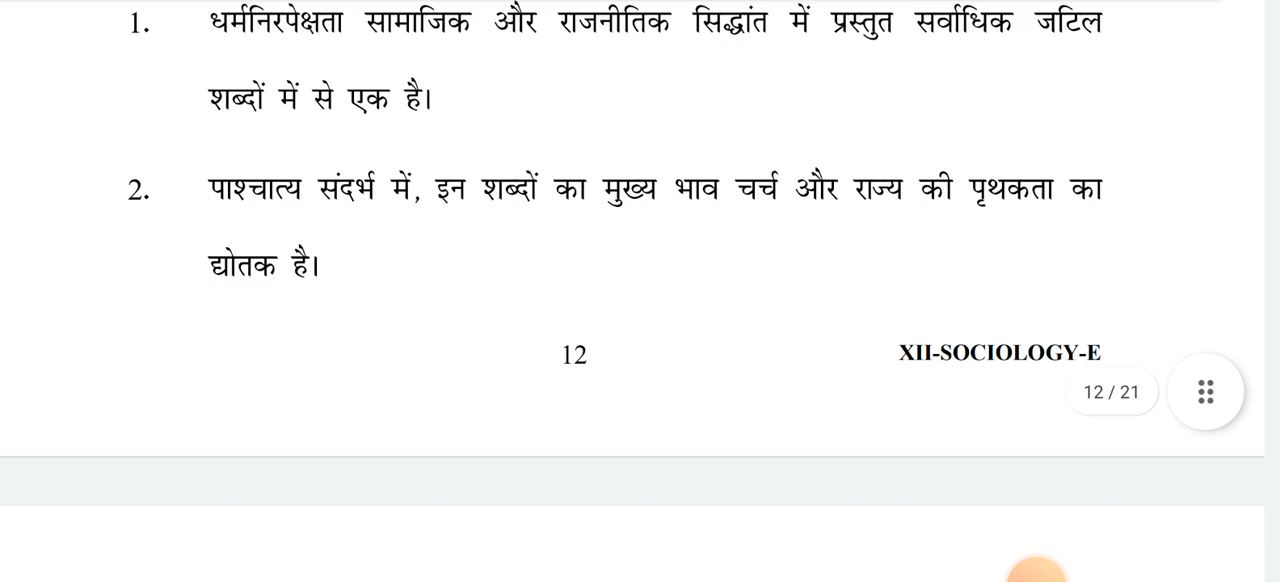 1. धर्मनिरपेक्षता सामाजिक और राजनीतिक सिद्धांत में प्रस्तुत सर्वाधिक जटिल
शब्दों में से एक है।
2. पाश्चात्य संदर्भ में, इन शब्दों का मुख्य भाव चर्च और राज्य की पृथकता का
द्योतक है।
12 XII-SOCIOLOGY-E
12 / 21